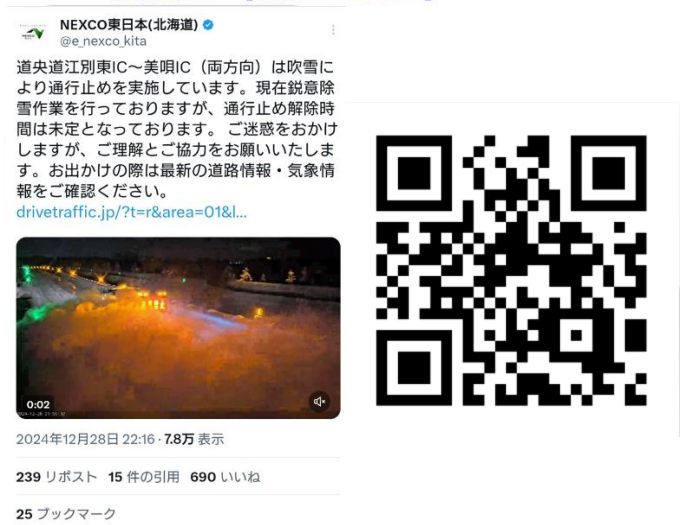 NEXCO東日本(北海道)
@e_nexco_kita
道央道江別東IC～美唄IC（両方向）は吹雪に
より通行止めを実施しています。現在鋭意除
雪作業を行っておりますが、通行止め解除時
間は未定となっております。 ご迷惑をおかけ
しますが、ご理解とご協力をお願いいたしま
す。お出かけの際は最新の道路情報・気象情
報をご確認ください。
drivetraffic.jp/?t=r&area=01&l...
0:02
2024年12月28日 22:16 · 7.8万 表示
239 リポスト 15 件の引用 690 いいね
25 ブックマーク